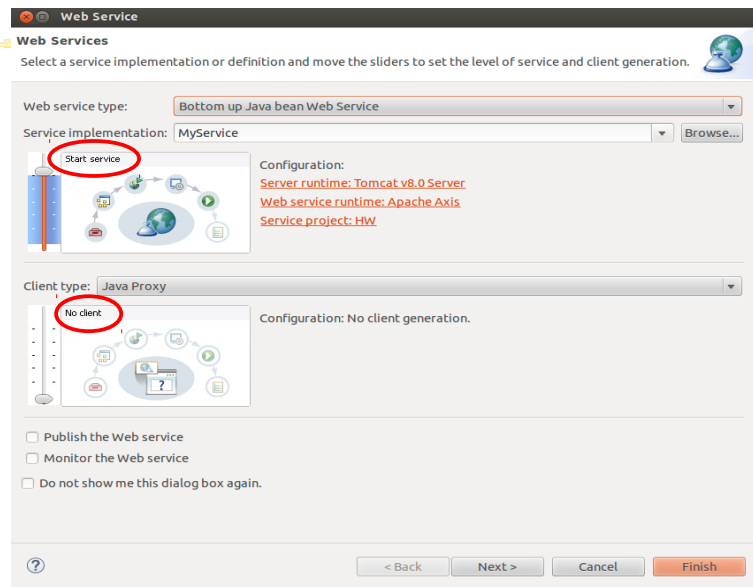 Web Service
Web Services
Select a service implementation or definition and move the sliders to set the level of service and client generation.
Web service type: Bottom up Java bean Web Service
Service implementation: MyService Browse...
Start service
Configuration:
Server runtime: Tomcat v8.0 Server
Web service runtime: Apache Axis
Service project: HW
Client type: Java Proxy
No client
Configuration: No client generation.
?
Publish the Web service
Monitor the Web service
Do not show me this dialog box again.
? < Back Next > Cancel Finish